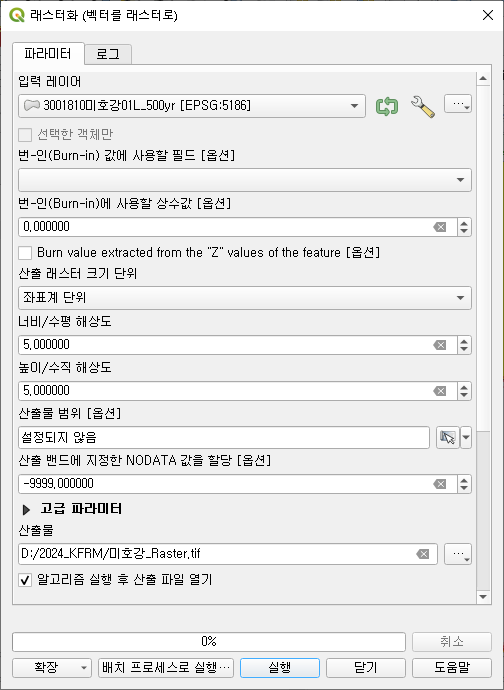 래스터화 (벡터를 래스터로)
파라미터
로그
입력 레이어
3001810미호강01L_500yr [EPSG:5186]
...
선택한 객체만
번-인(Burn-in) 값에 사용할 필드 [옵션]
번-인(Burn-in)에 사용할 상수값 [옵션]
0,000000
Burn value extracted from the "Z" values of the feature [옵션]
산출 래스터 크기 단위
좌표계 단위
너비/수평 해상도
5,000000
높이/수직 해상도
5,000000
산출물 범위 [옵션]
설정되지 않음
산출 밴드에 지정한 NODATA 값을 할당 [옵션]
-9999,000000
고급 파라미터
산출물
D:/2024_KFRM/미호강_Raster,tif
...
알고리즘 실행 후 산출 파일 열기
0%
취소
확장
배치 프로세스로 실행...
실행
닫기
도움말